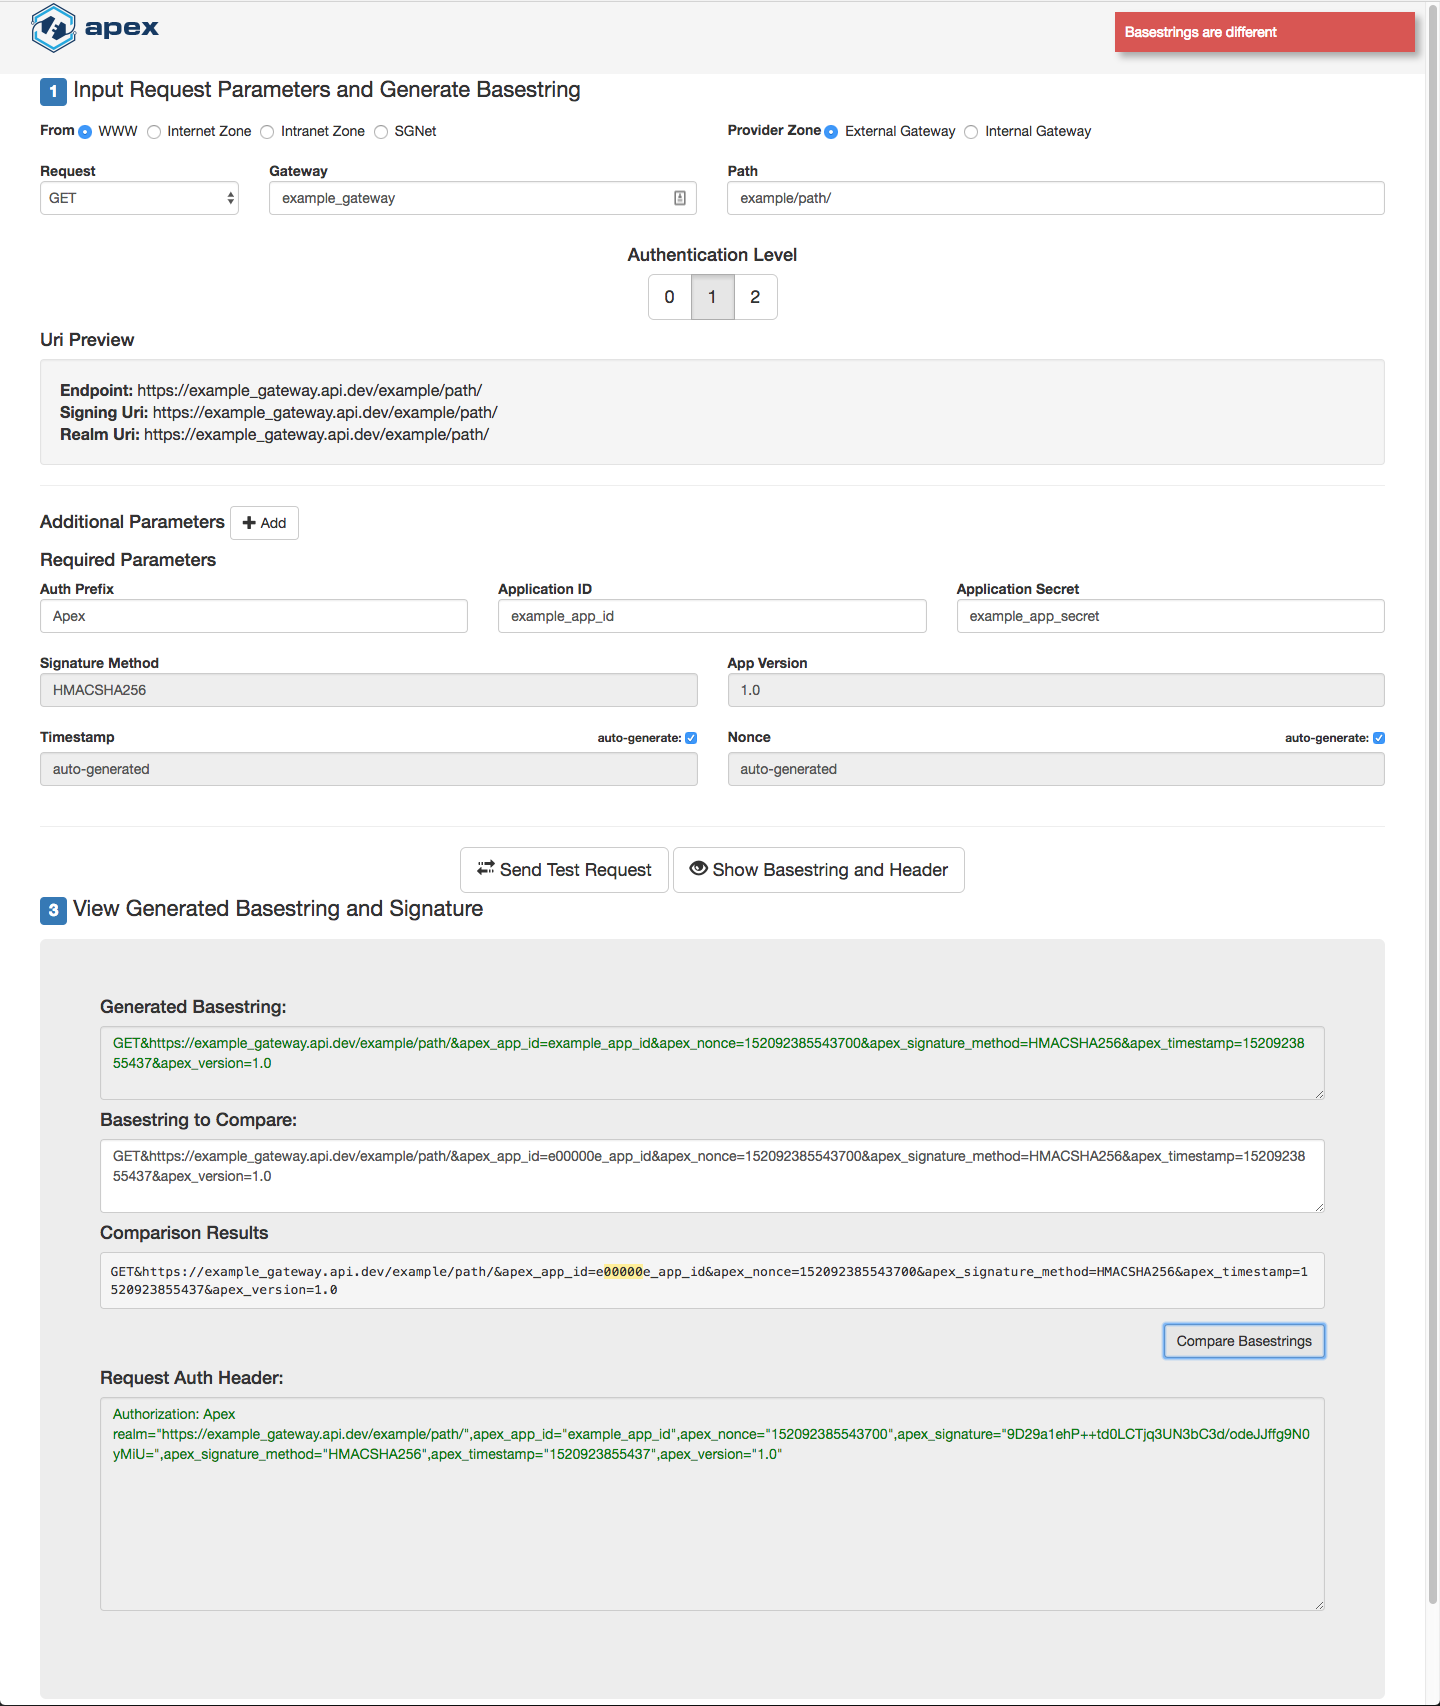 apex
Basestrings are different
1 Input Request Parameters and Generate Basestring
From WWW Internet Zone Intranet Zone SGNet
Provider Zone External Gateway Internal Gateway
Request Gateway Path
GET example_gateway example/path/
Authentication Level
0 1 2
Uri Preview
Endpoint: https://example_gateway.api.dev/example/path/
Signing Uri: https://example_gateway.api.dev/example/path/
Realm Uri: https://example_gateway.api.dev/example/path/
Additional Parameters Add
Required Parameters
Auth Prefix Application ID Application Secret
Apex example_app_id example_app_secret
Signature Method App Version
HMACSHA256 1.0
Timestamp auto-generate: Nonce auto-generate:
auto-generated auto-generated
Send Test Request Show Basestring and Header
3 View Generated Basestring and Signature
Generated Basestring:
GET&https://example_gateway.api.dev/example/path/&apex_app_id=example_app_id&apex_nonce=152092385543700&apex_signature_method=HMACSHA256&apex_timestamp=15209238
55437&apex_version=1.0
Basestring to Compare:
GET&https://example_gateway.api.dev/example/path/&apex_app_id=e00000e_app_id&apex_nonce=152092385543700&apex_signature_method=HMACSHA256&apex_timestamp=15209238
55437&apex_version=1.0
Comparison Results
GET&https://example_gateway.api.dev/example/path/&apex_app_id=e00000e_app_id&apex_nonce=152092385543700&apex_signature_method=HMACSHA256&apex_timestamp=1
520923855437&apex_version=1.0
Compare Basestrings
Request Auth Header:
Authorization: Apex
realm="https://example_gateway.api.dev/example/path/",apex_app_id="example_app_id",apex_nonce="152092385543700",apex_signature="9D29a1ehP++td0LCTjq3UN3bC3d/odeJJffg9N0
yMiU=",apex_signature_method="HMACSHA256",apex_timestamp="1520923855437",apex_version="1.0"